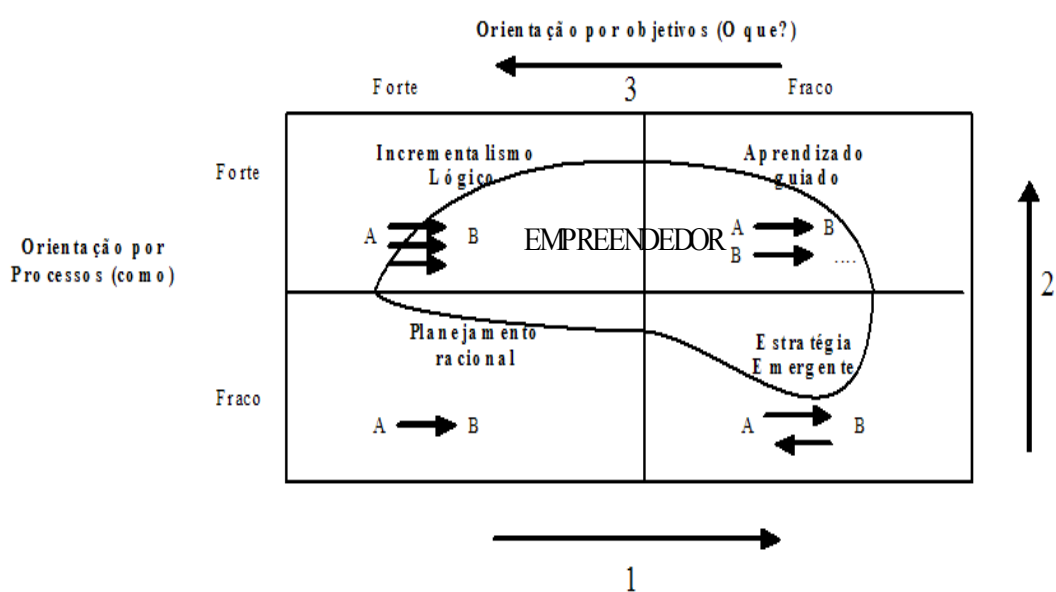 Orientação por objetivos (O que?)
Forte
3
Fraco
Incrementalismo
Lógico
Aprendizado
guiado
Forte
A
B
EMPREENDEDOR
A
B
B
....
Orientação por
Processos (como)
2
Planejamento
racional
Estratégia
Emergente
Fraco
A
B
A
B
1